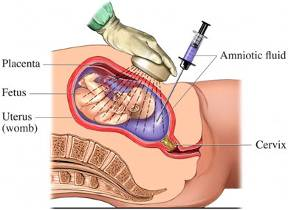 Placenta
Amniotic fluid
Fetus
Uterus
(womb)
Cervix